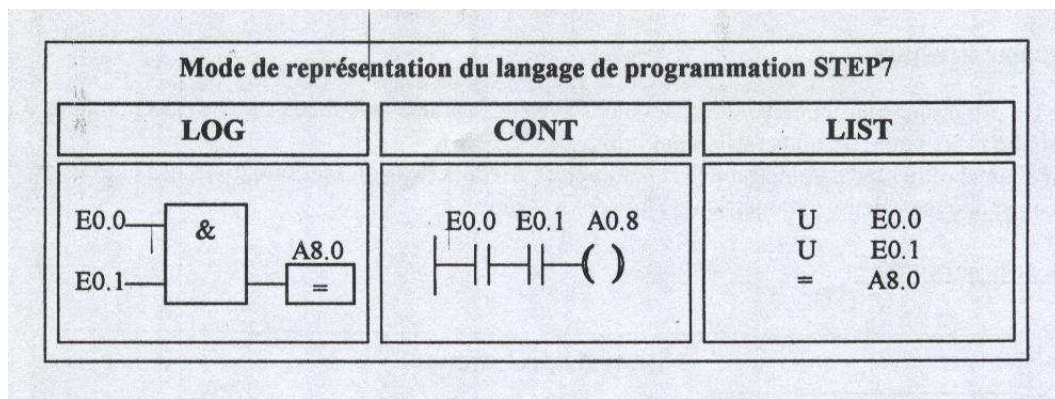 Mode de représentation du langage de programmation STEP7
LOG
CONT
LIST
E0.0
&
E0.1
A8.0
=
E0.0 E0.1 A0.8
( )
U E0.0
U E0.1
= A8.0